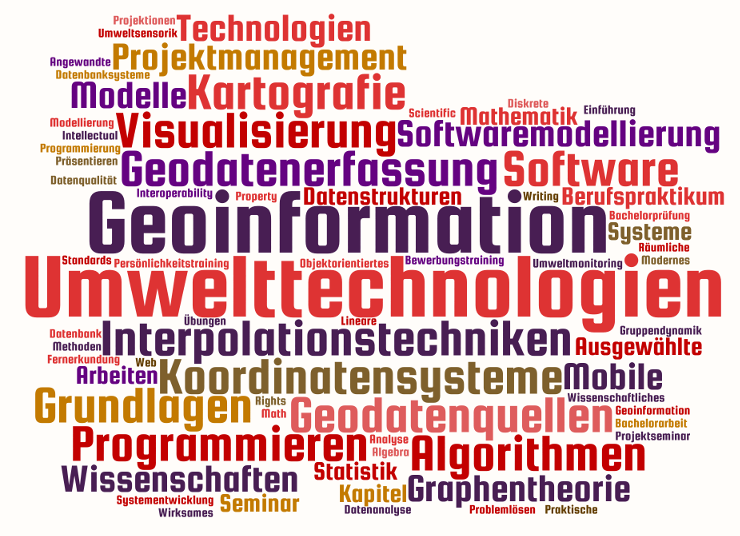 Projektionen
Umweltsensorik
Technologien
Angewandte
Projektmanagement
Datenbanksysteme
Modelle
Kartografie
Scientific
Diskrete
Mathematik
Einführung
Modellierung
Intellectual
Visualisierung
Softwaremodellierung
Programmierung
Präsentieren
Geodatenerfassung
Software
Datenqualität
Interoperability
Property
Datenstrukturen
Writing
Berufspraktikum
Geoinformation
Bachelorprüfung
Systeme
Räumliche
Standards
Persönlichkeitstraining
Objektorientiertes
Bewerbungstraining
Umweltmonitoring
Modernes
Umwelttechnologien
Übungen
Lineare
Datenbank
Methoden
Interpolationstechniken
Gruppendynamik
Ausgewählte
Fernerkundung
Web
Arbeiten
Koordinatensysteme
Mobile
Grundlagen
Rights
Math
Geodatenquellen
Wissenschaftliches
Geoinformation
Bachelorarbeit
Projektseminar
Programmieren
Analyse
Algebra
Algorithmen
Wissenschaften
Statistik
Systementwicklung
Wirksames
Seminar
Kapitel
Graphentheorie
Datenanalyse
Problemlösen
Praktische